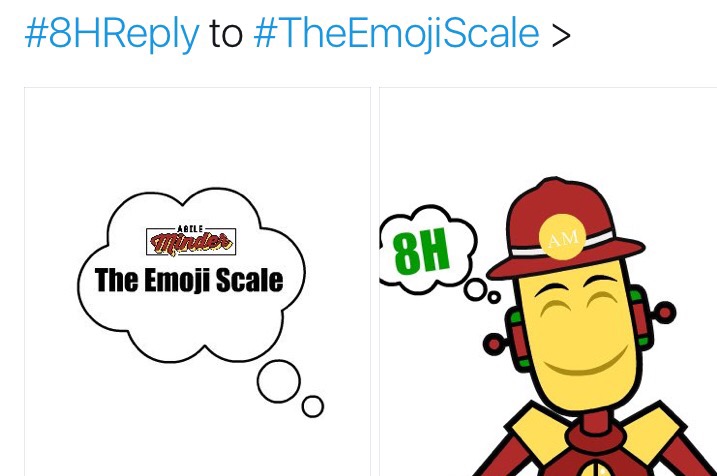 #8HReply to #TheEmojiScale >
AGILE
Minder
The Emoji Scale
8H
AM